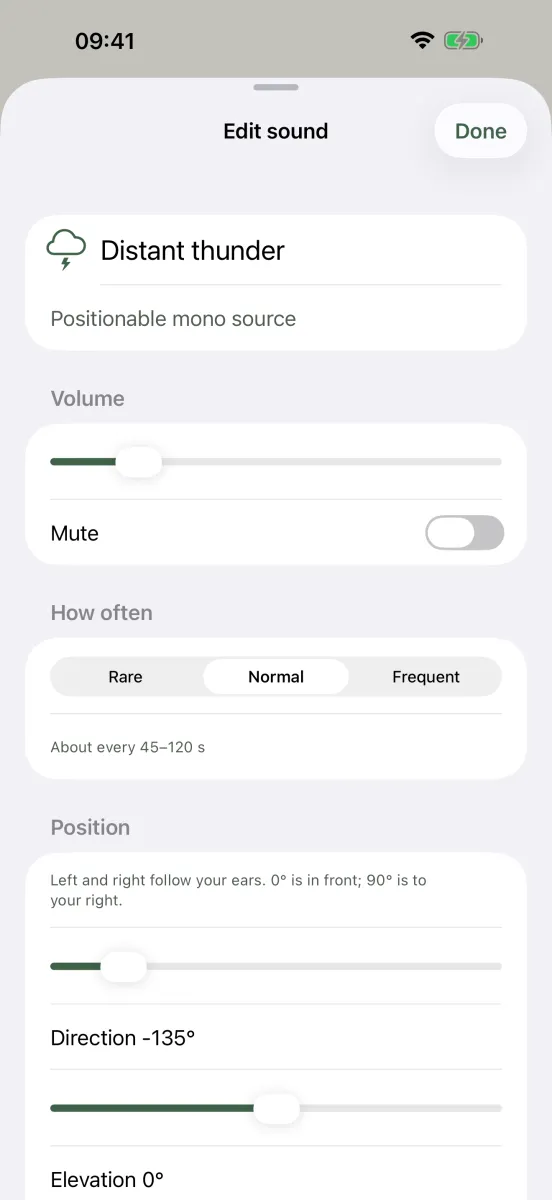 09:41
Edit sound
Done
Distant thunder
Positionable mono source
Volume
Mute
How often
Rare
Normal
Frequent
About every 45–120 s
Position
Left and right follow your ears. 0° is in front; 90° is to
your right.
Direction -135°
Elevation 0°